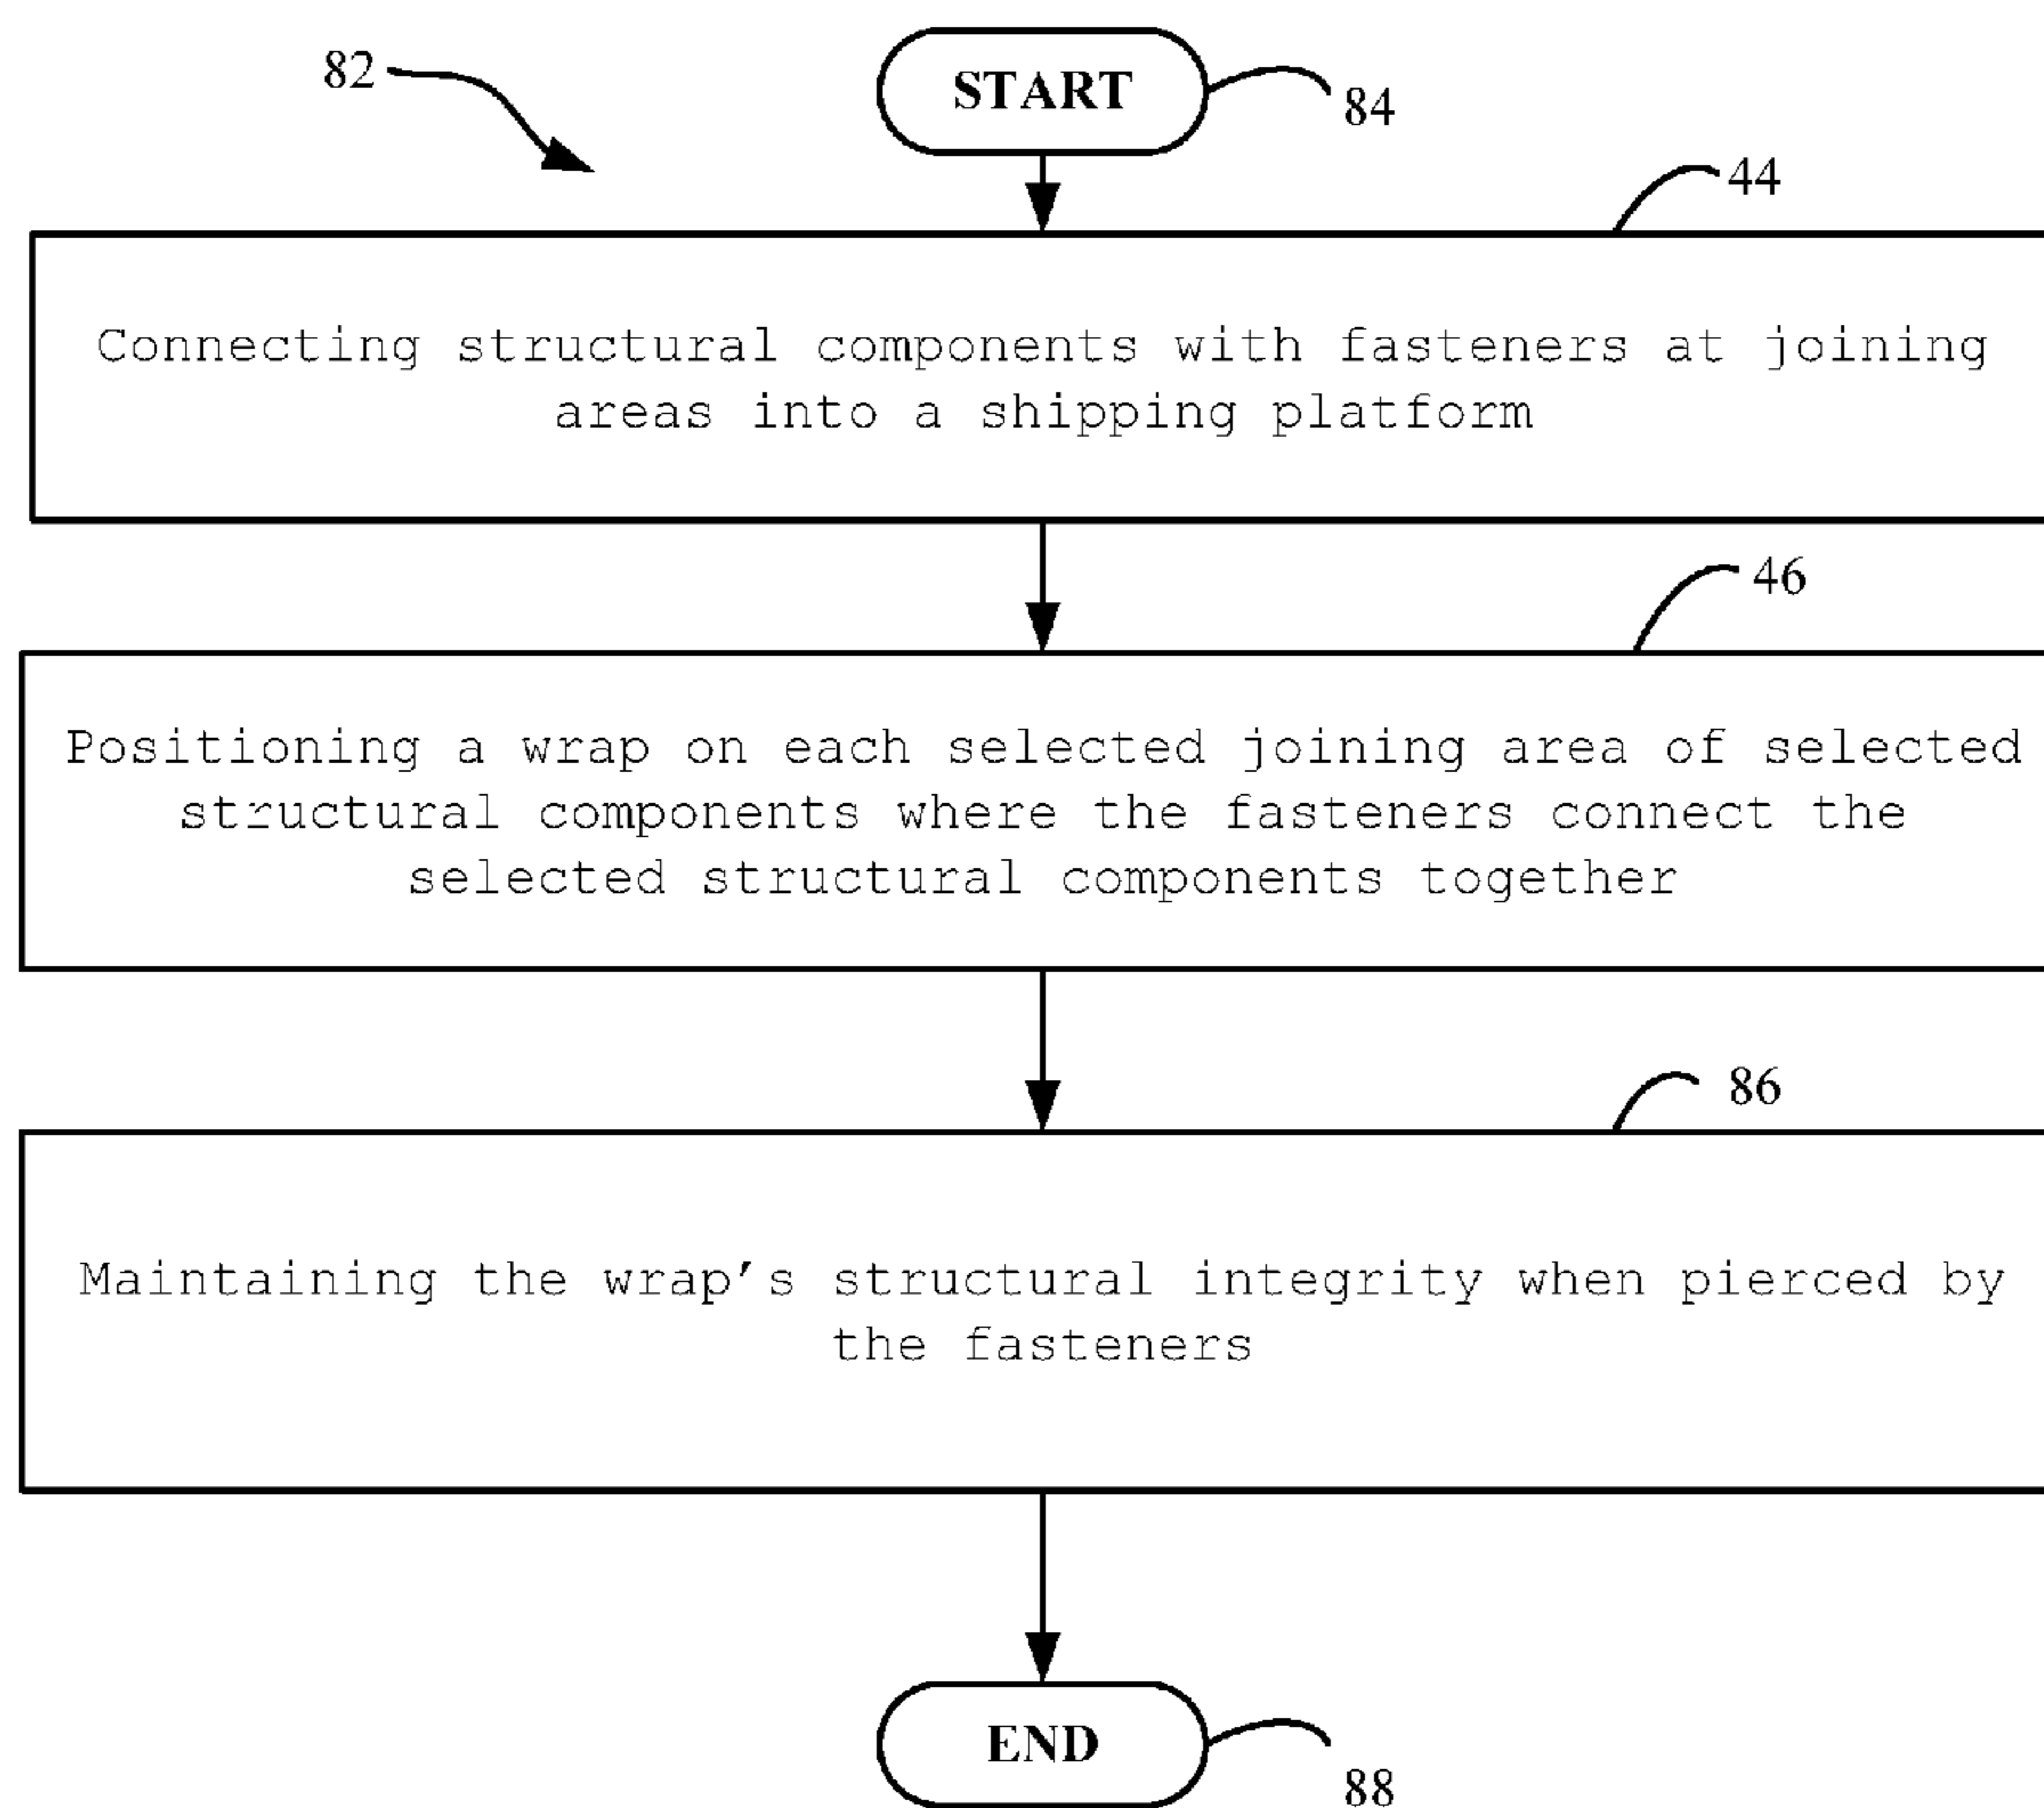 82
START
84
44
Connecting structural components with fasteners at joining
areas into a shipping platform
46
Positioning a wrap on each selected joining area of selected
structural components where the fasteners connect the
selected structural components together
86
Maintaining the wrap’s structural integrity when pierced by
the fasteners
END
88